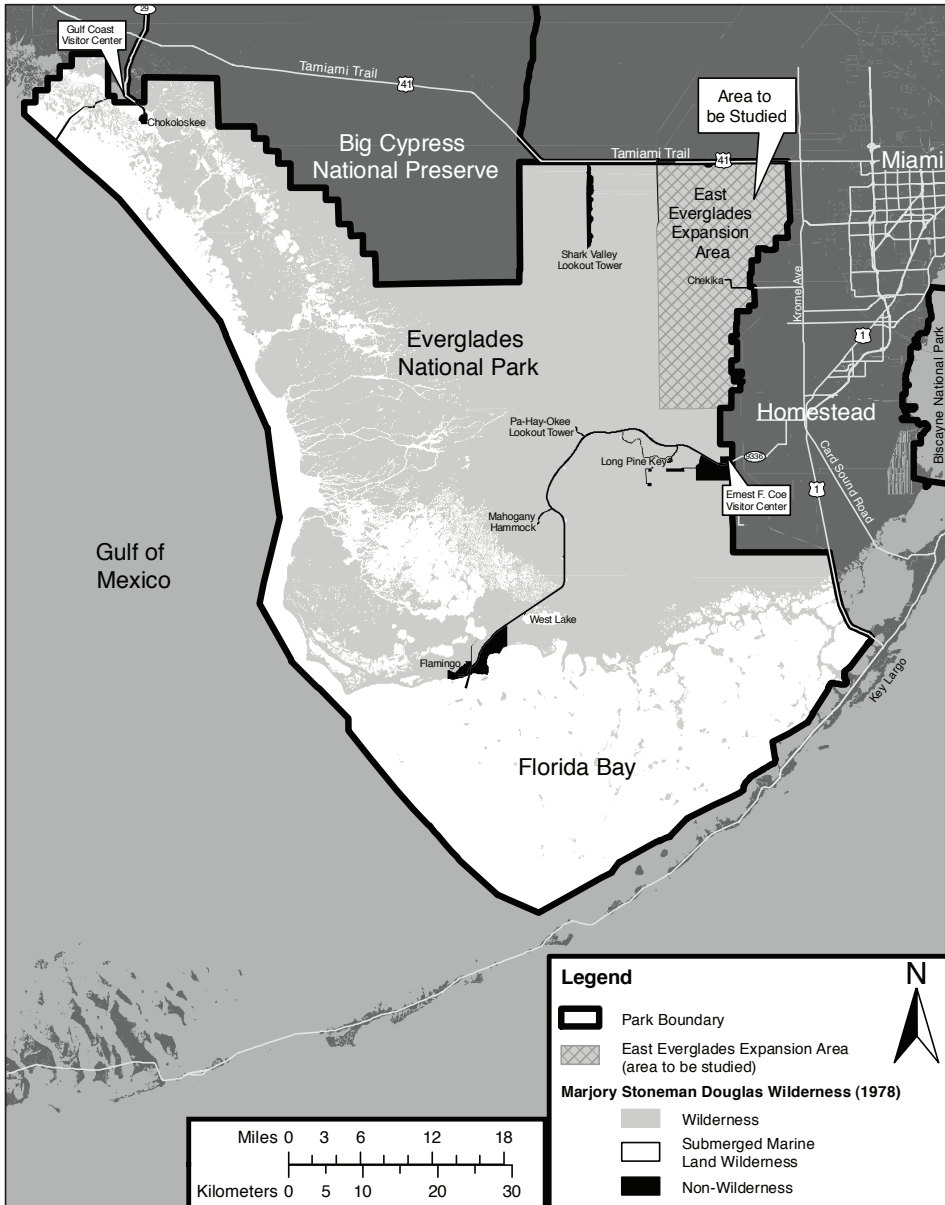 29
Gulf Coast
Visitor Center
Tamiami Trail
41
Chokoloskee
Big Cypress
National Preserve
Area to
be Studied
Tamiami Trail
41
Miami
East
Everglades
Expansion
Area
Shark Valley
Lookout Tower
Chekika
Krome Ave
1
Everglades
National Park
Biscayne National Park
Pa-Hay-Okee
Lookout Tower
Homestead
Long Pine Key
9336
Ernest F. Coe
Visitor Center
1
Card Sound Road
Mahogany
Hammock
Gulf of
Mexico
West Lake
Flamingo
Key Largo
Florida Bay
Legend
N
Park Boundary
East Everglades Expansion Area
(area to be studied)
Marjory Stoneman Douglas Wilderness (1978)
Wilderness
Submerged Marine
Land Wilderness
Non-Wilderness
Miles 0 3 6 12 18
Kilometers 0 5 10 20 30